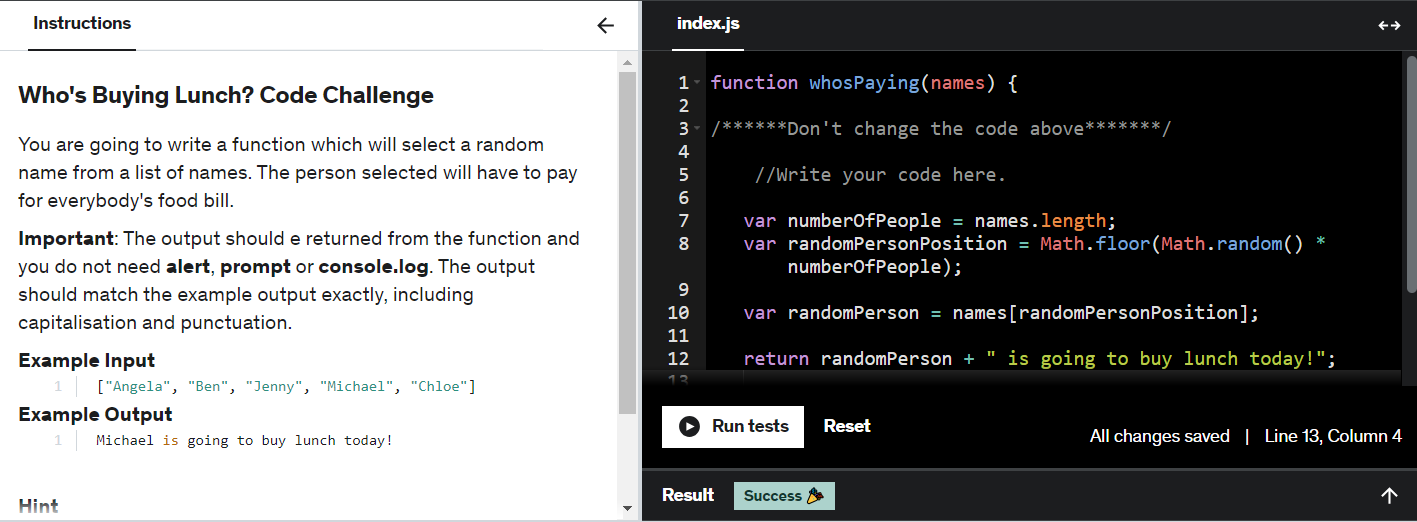 Instructions
Who's Buying Lunch? Code Challenge
You are going to write a function which will select a random
name from a list of names. The person selected will have to pay
for everybody's food bill.
Important: The output should e returned from the function and
you do not need alert, prompt or console.log. The output
should match the example output exactly, including
capitalisation and punctuation.
Example Input
1 ["Angela", "Ben", "Jenny", "Michael", "Chloe"]
Example Output
1 Michael is going to buy lunch today!
Hint
index.js
1 function whosPaying(names) {
2
3 /******Don't change the code above*******/
4
5 //Write your code here.
6
7 var numberOfPeople = names.length;
8 var randomPersonPosition = Math.floor(Math.random() *
numberOfPeople);
9
10 var randomPerson = names[randomPersonPosition];
11
12 return randomPerson + " is going to buy lunch today!";
13
Run tests Reset
All changes saved | Line 13, Column 4
Result Success